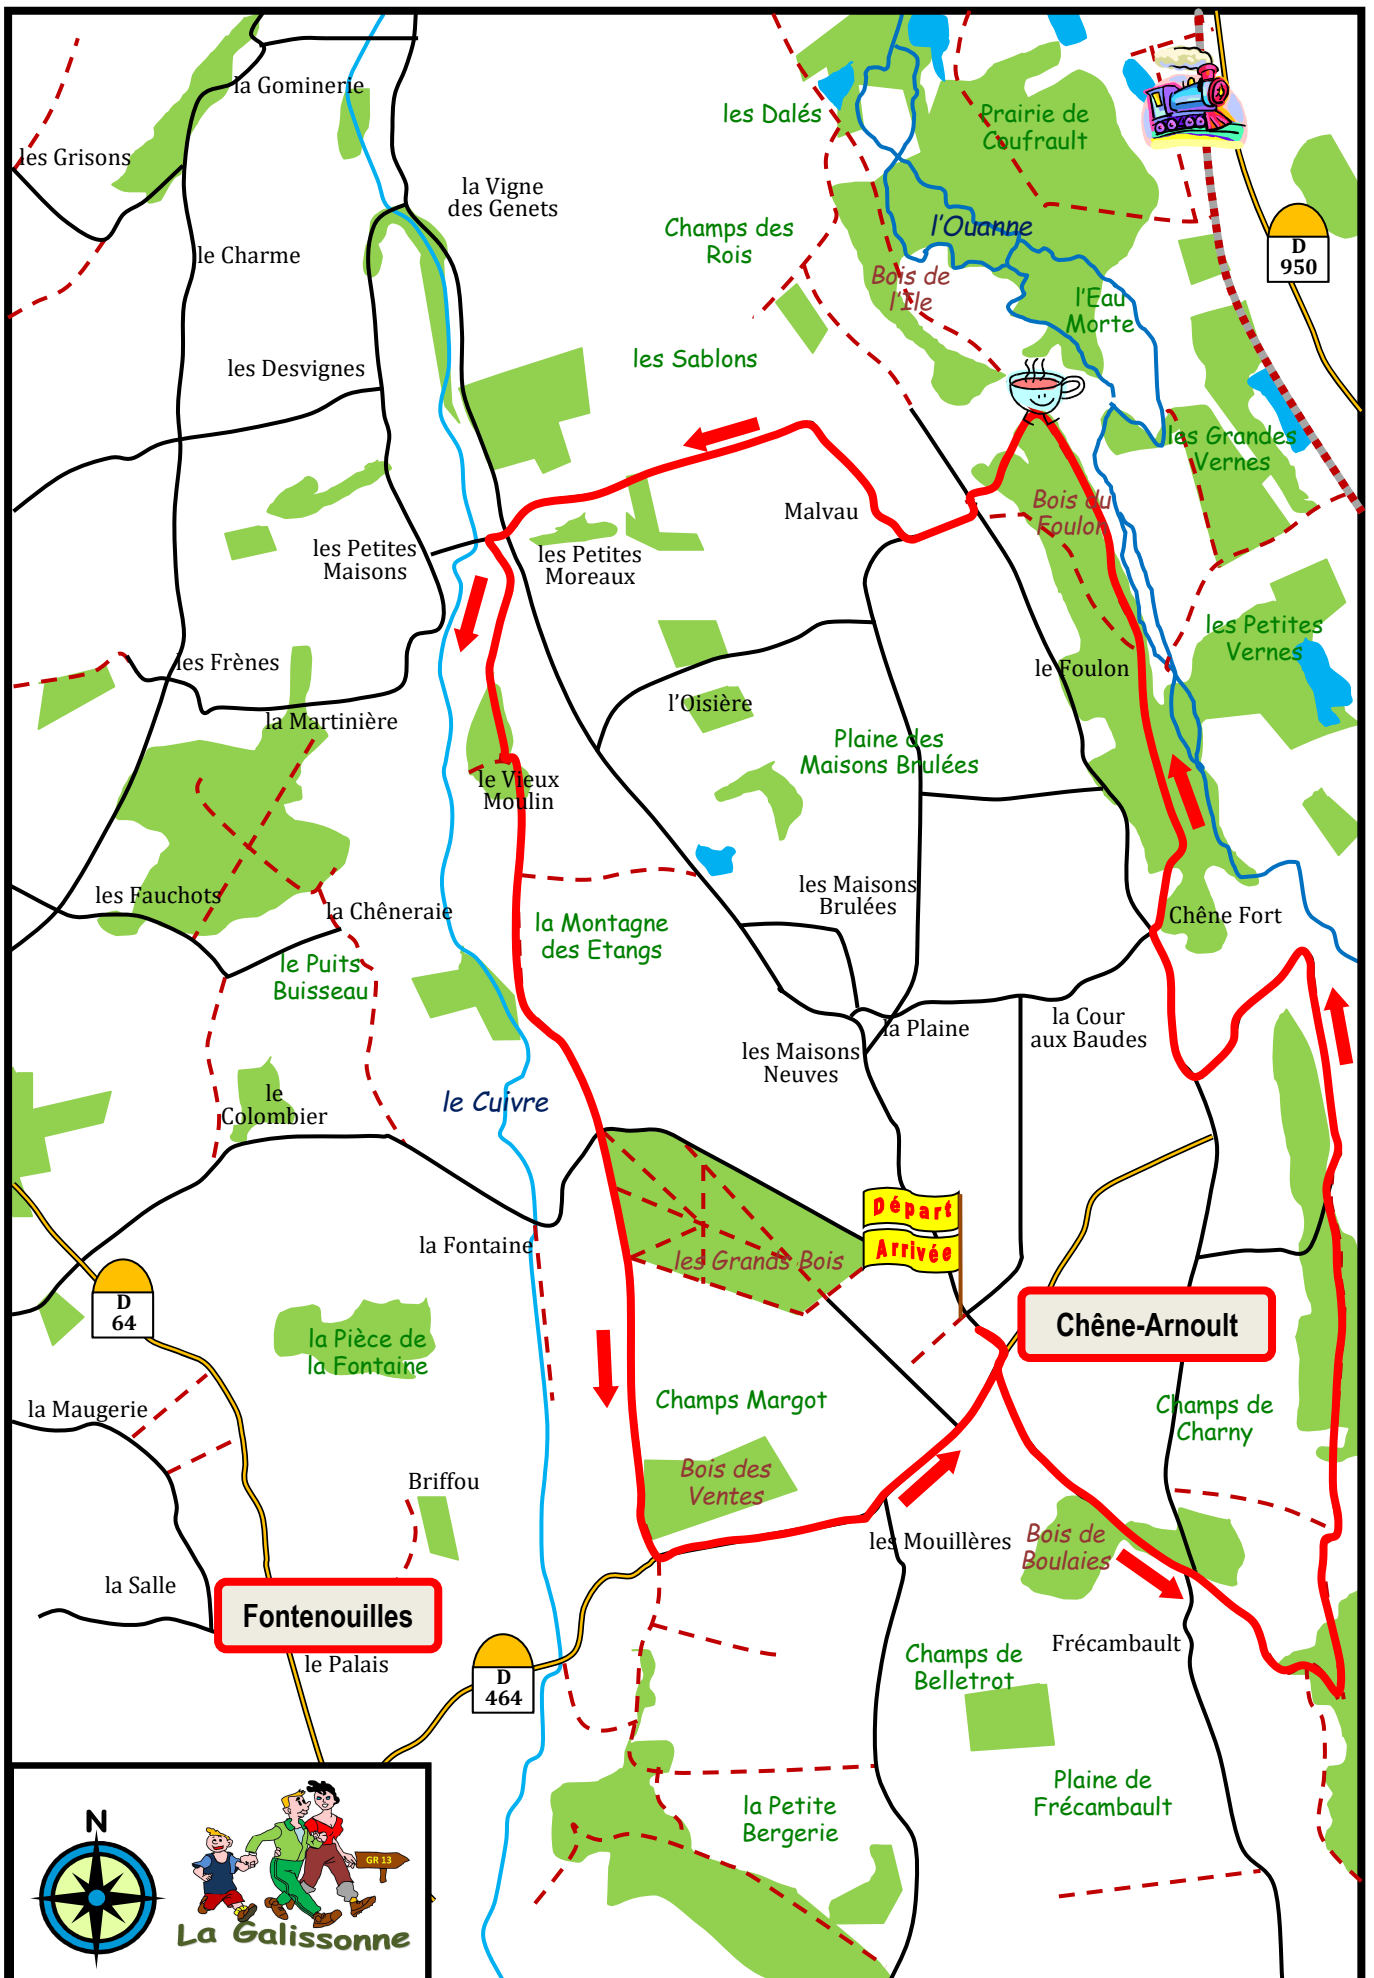 la Gominerie
les Grisons
les Dalés
Prairie de
Coufrault
la Vigne
des Genets
Champs des
Rois
l'Ouanne
D
950
le Charme
Bois de
l'Ile
l'Eau
Morte
les Sablons
les Desvignes
les Grandes
Vernes
Malvau
Bois du
Foulon
les Petites
Maisons
les Petites
Moreaux
les Petites
Vernes
les Frènes
le Foulon
l'Oisière
la Martinière
Plaine des
Maisons Brulées
le Vieux
Moulin
les Maisons
Brulées
les Fauchots
la Chêneraie
Chêne Fort
la Montagne
des Etangs
le Puits
Buisseau
la Plaine
la Cour
aux Baudes
les Maisons
Neuves
le
Colombier
le Cuivre
Départ
Arrivée
la Fontaine
les Grands Bois
D
64
Chêne-Arnoult
la Pièce de
la Fontaine
Champs Margot
Champs de
Charny
la Maugerie
Bois des
Ventes
Briffou
les Mouillères
Bois de
Boulaies
la Salle
Fontenouilles
le Palais
Frécambault
Champs de
Belletrot
D
464
Plaine de
Frécambault
la Petite
Bergerie
N
GR 13
La Galissonne